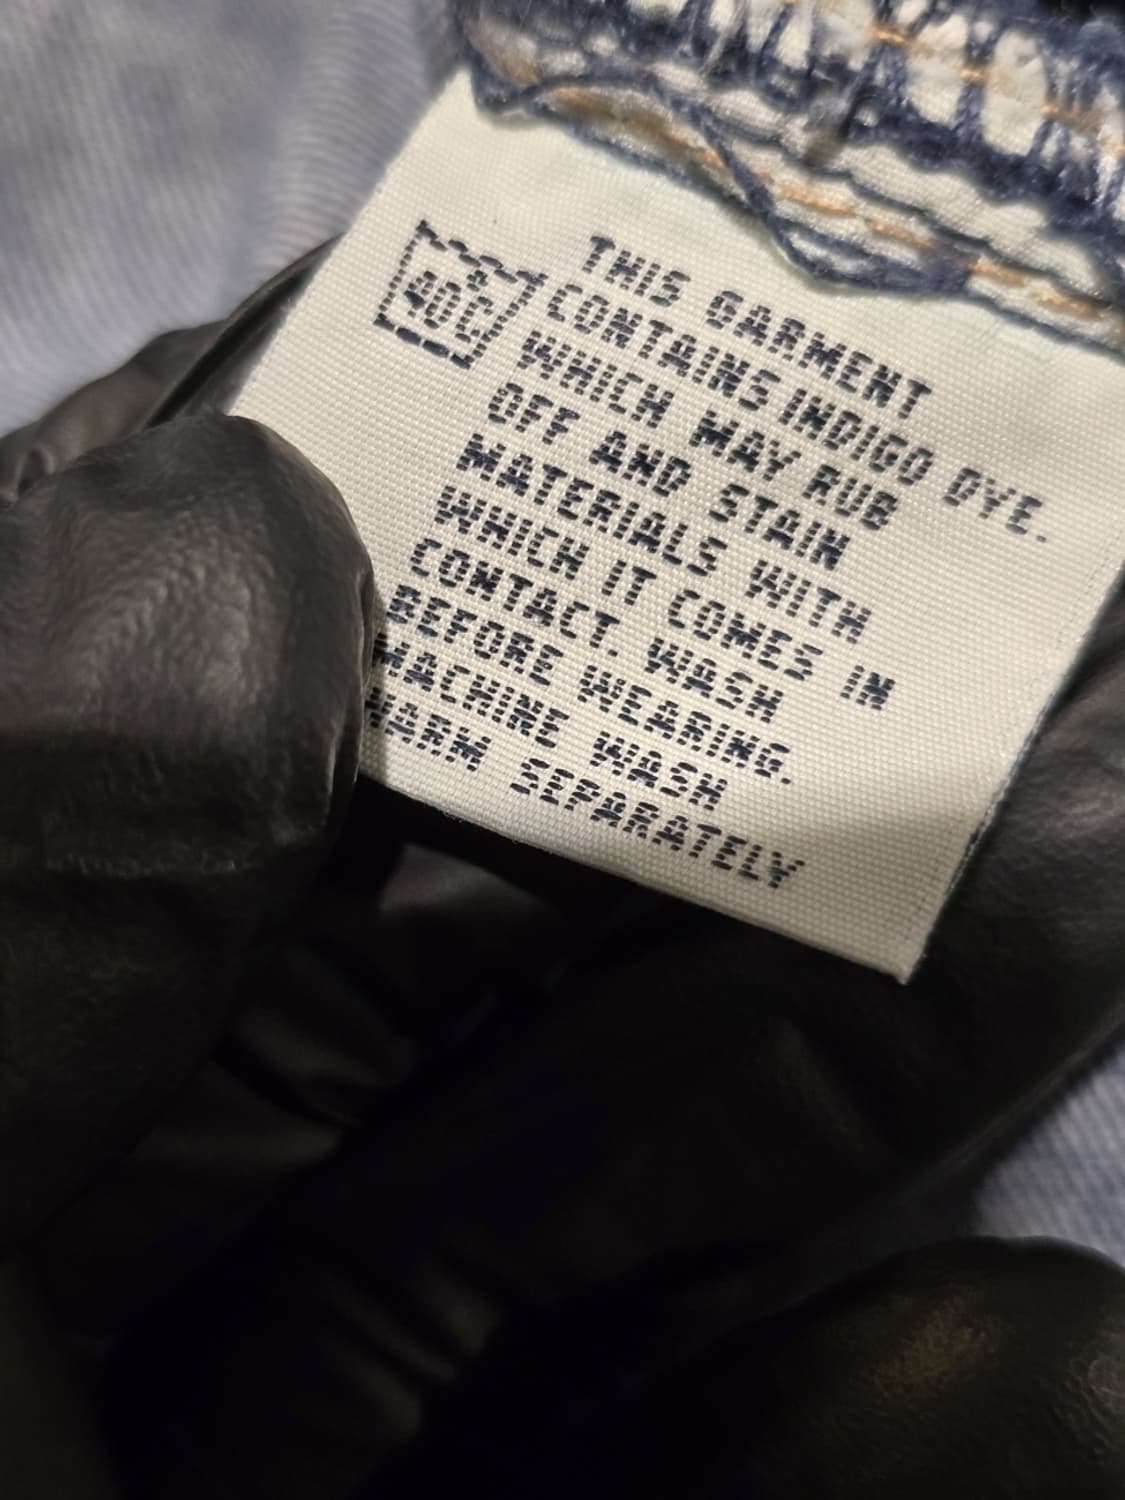 40°C
THIS GARMENT
CONTAINS INDIGO DYE.
WHICH MAY RUB
OFF AND STAIN
MATERIALS WITH
WHICH IT COMES IN
CONTACT. WASH
BEFORE WEARING.
MACHINE WASH
WARM SEPARATELY